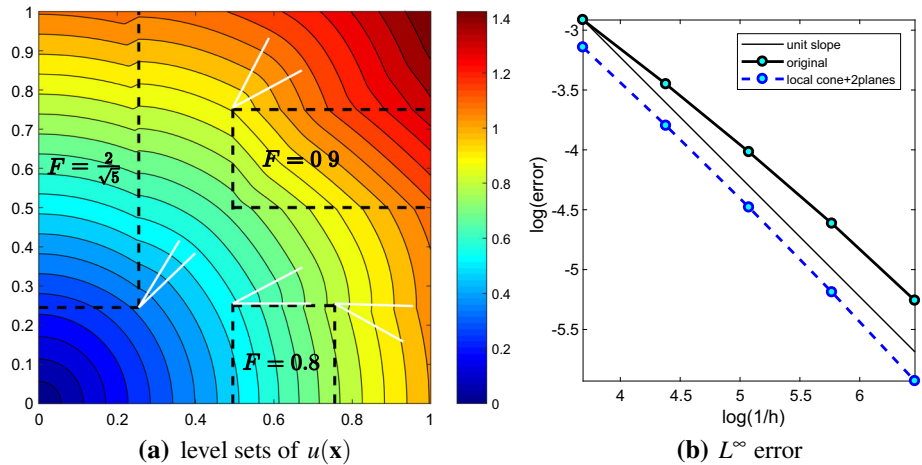 1
0.9
0.8
0.7
0.6
0.5
0.4
0.3
0.2
0.1
0
0 0.2 0.4 0.6 0.8 1
F = 2/√5
F = 0 9
F = 0.8
1.4
1.2
1
0.8
0.6
0.4
0.2
0
(a) level sets of u(x)
-3
-3.5
-4
-4.5
-5
-5.5
log(error)
unit slope
original
local cone+2planes
4 4.5 5 5.5 6
log(1/h)
(b) L∞ error